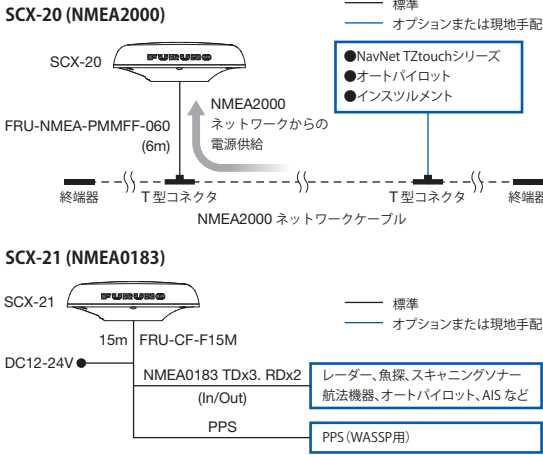 SCX-20 (NMEA2000)
標準
オプションまたは現地手配
SCX-20
FURUNO
●NavNet TZtouchシリーズ
●オートパイロット
●インスツルメント
FRU-NMEA-PMMFF-060
(6m)
NMEA2000
ネットワークからの
電源供給
終端器
T型コネクタ
T型コネクタ
終端器
NMEA2000 ネットワークケーブル
SCX-21 (NMEA0183)
SCX-21
FURUNO
標準
オプションまたは現地手配
15m
FRU-CF-F15M
DC12-24V
NMEA0183 TDx3. RDx2
(In/Out)
レーダー、魚探、スキャニングソナー
航法機器、オートパイロット、AIS など
PPS
PPS(WASSP用)